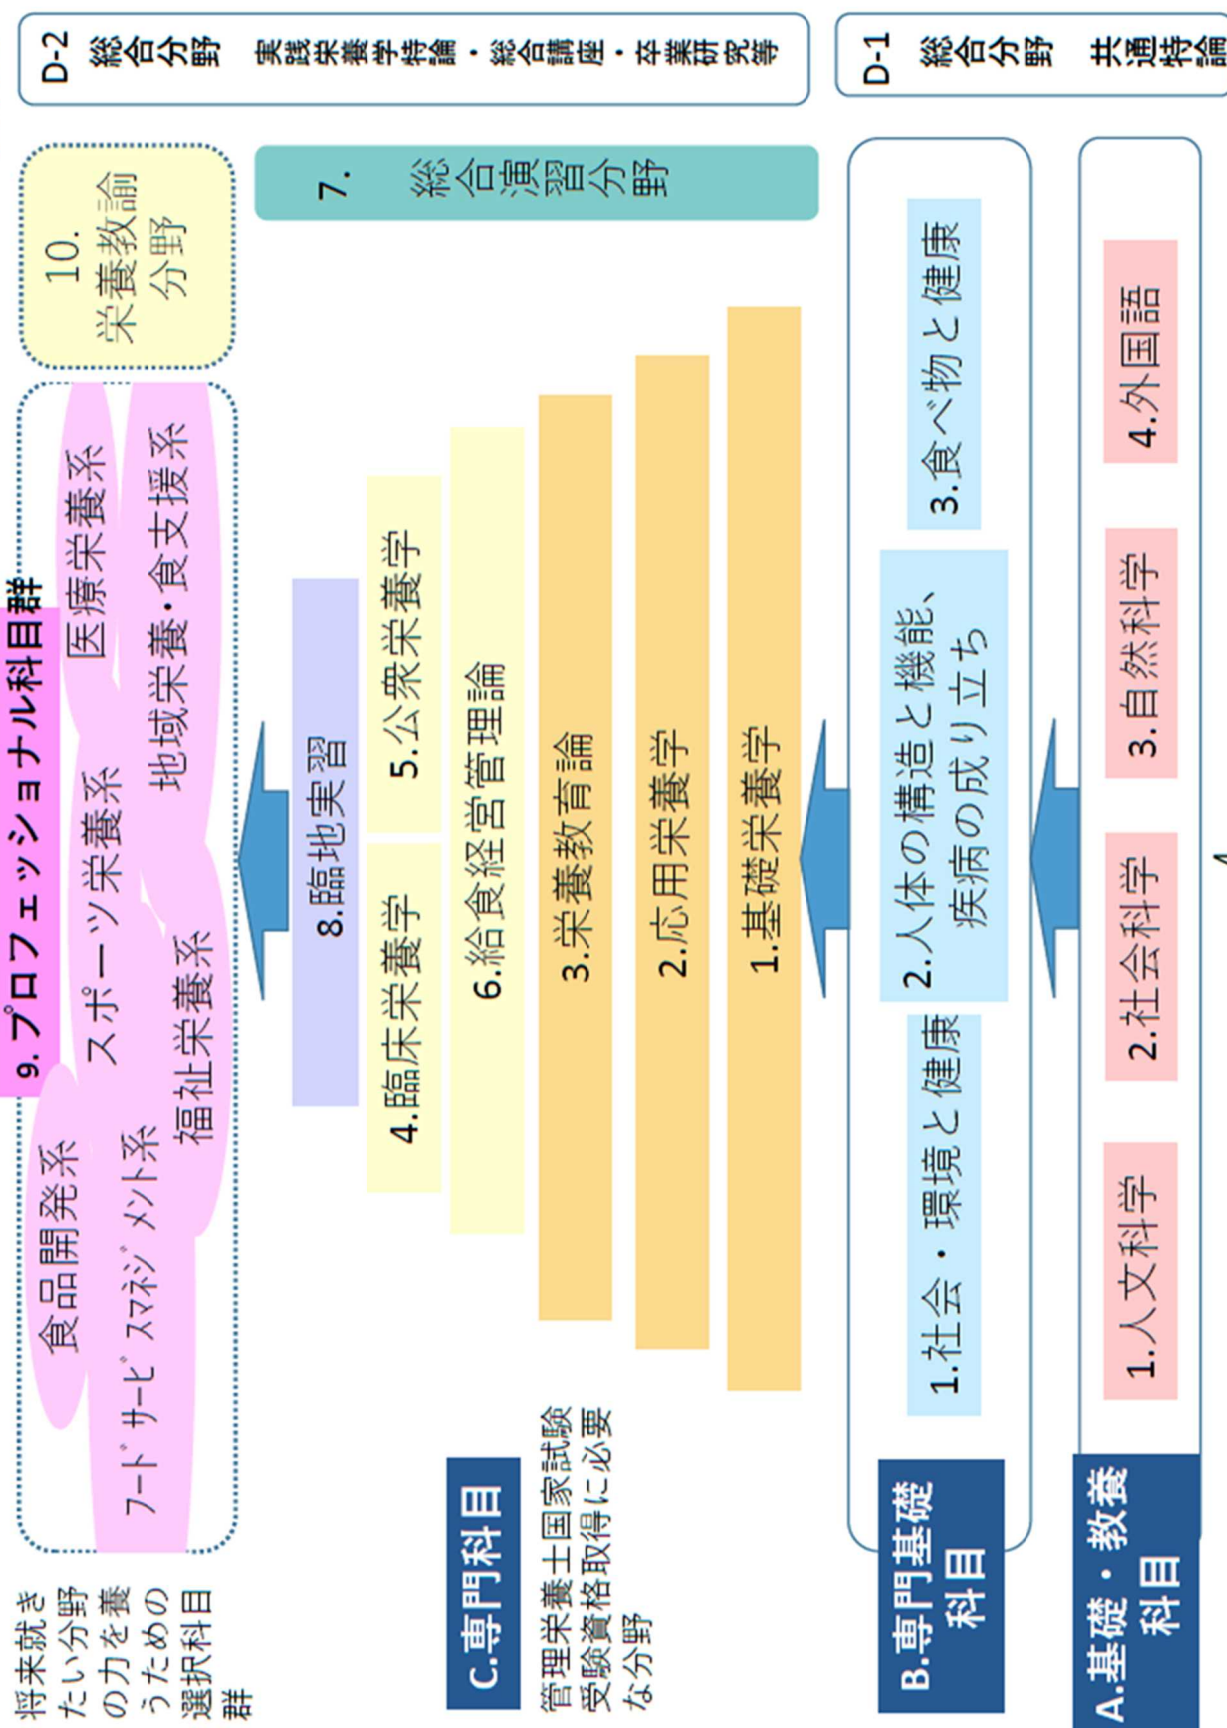 将来就き
たい分野
の力を養
うための
選択科目
群
9. プロフェッショナル科目群
食品開発系
フードサービスマネジメント系
スポーツ栄養系
福祉栄養系
医療栄養系
地域栄養・食支援系
10.
栄養教諭
分野
D-2
総合分野
実践栄養学特論・総合講座・卒業研究等
C.専門科目
管理栄養士国家試験
受験資格取得に必要
な分野
8.臨地実習
4.臨床栄養学
5.公衆栄養学
6.給食経営管理論
3.栄養教育論
2.応用栄養学
1.基礎栄養学
7.
総合演習分野
B.専門基礎
科目
1.社会・環境と健康
2.人体の構造と機能、
疾病の成り立ち
3.食べ物と健康
D-1
総合分野
共通特論
A.基礎・教養
科目
1.人文科学
2.社会科学
3.自然科学
4.外国語
4